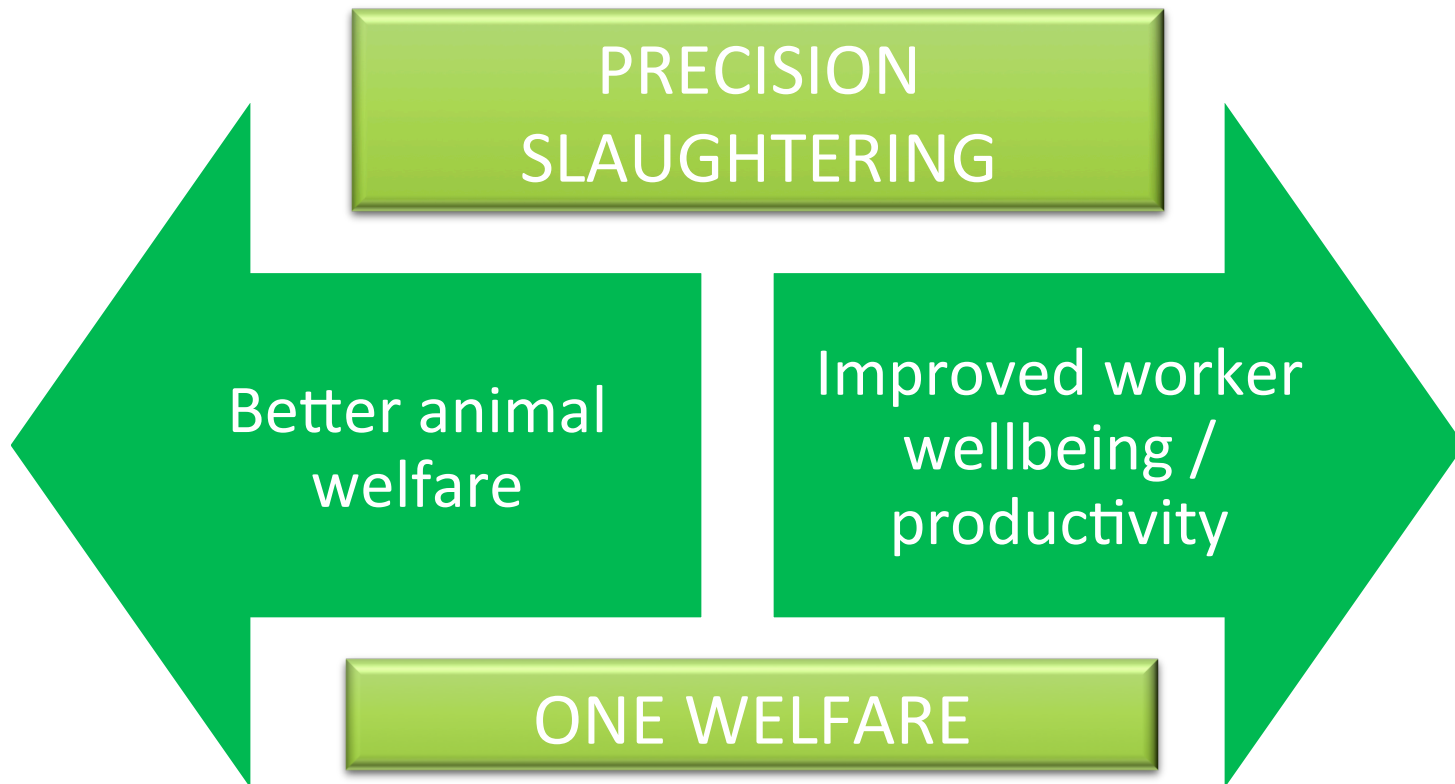 PRECISION
SLAUGHTERING
Better animal
welfare
Improved worker
wellbeing /
productivity
ONE WELFARE